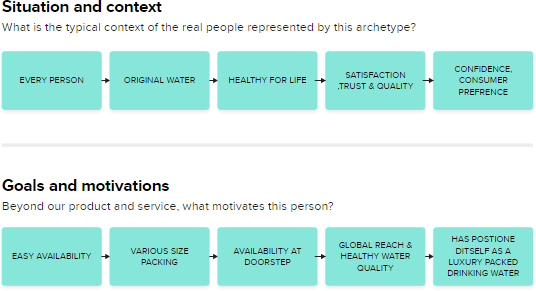 Situation and context
What is the typical context of the real people represented by this archetype?
EVERY PERSON
ORIGINAL WATER
HEALTHY FOR LIFE
SATISFACTION
,TRUST & QUALITY
CONFIDENCE,
CONSUMER
PREFRENCE
Goals and motivations
Beyond our product and service, what motivates this person?
EASY AVAILABILITY
VARIOUS SIZE
PACKING
AVAILABILITY AT
DOORSTEP
GLOBAL REACH &
HEALTHY WATER
QUALITY
HAS POSTIONE
DITSELF AS A
LUXURY PACKED
DRINKING WATER